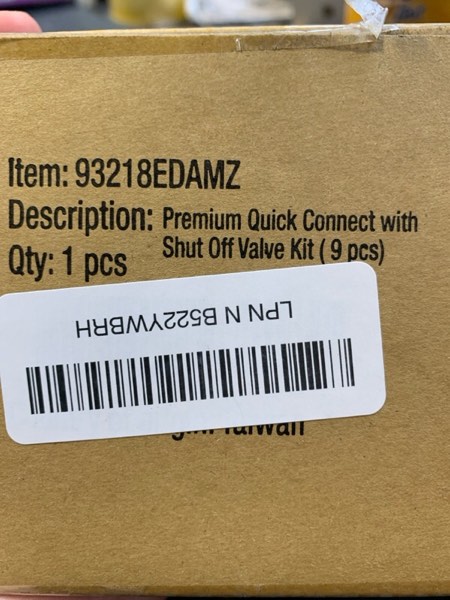 Item: 93218EDAMZ
Description: Premium Quick Connect with
Shut Off Valve Kit ( 9 pcs)
Qty: 1 pcs
LPN N B522YWBRH
Taiwan